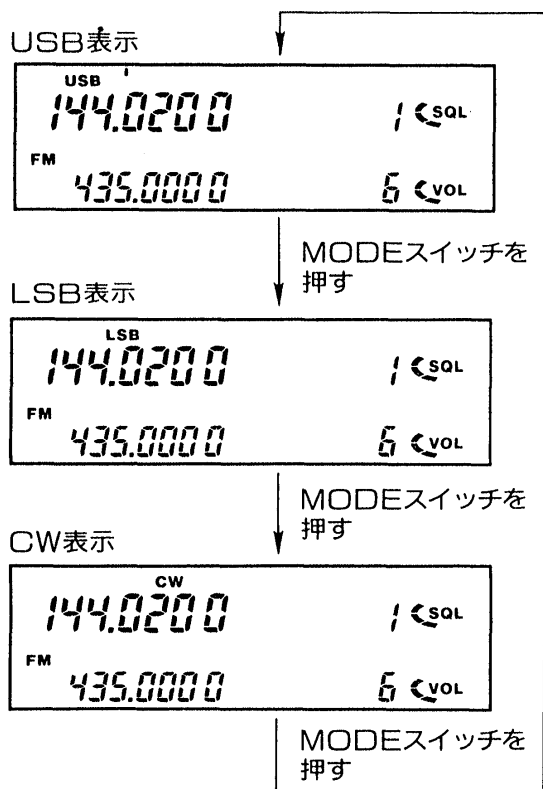 USB表示
USB
144.0200 1 SQL
FM
435.0000 6 VOL
MODEスイッチを
押す
LSB表示
LSB
144.0200 1 SQL
FM
435.0000 6 VOL
MODEスイッチを
押す
CW表示
CW
144.0200 1 SQL
FM
435.0000 6 VOL
MODEスイッチを
押す